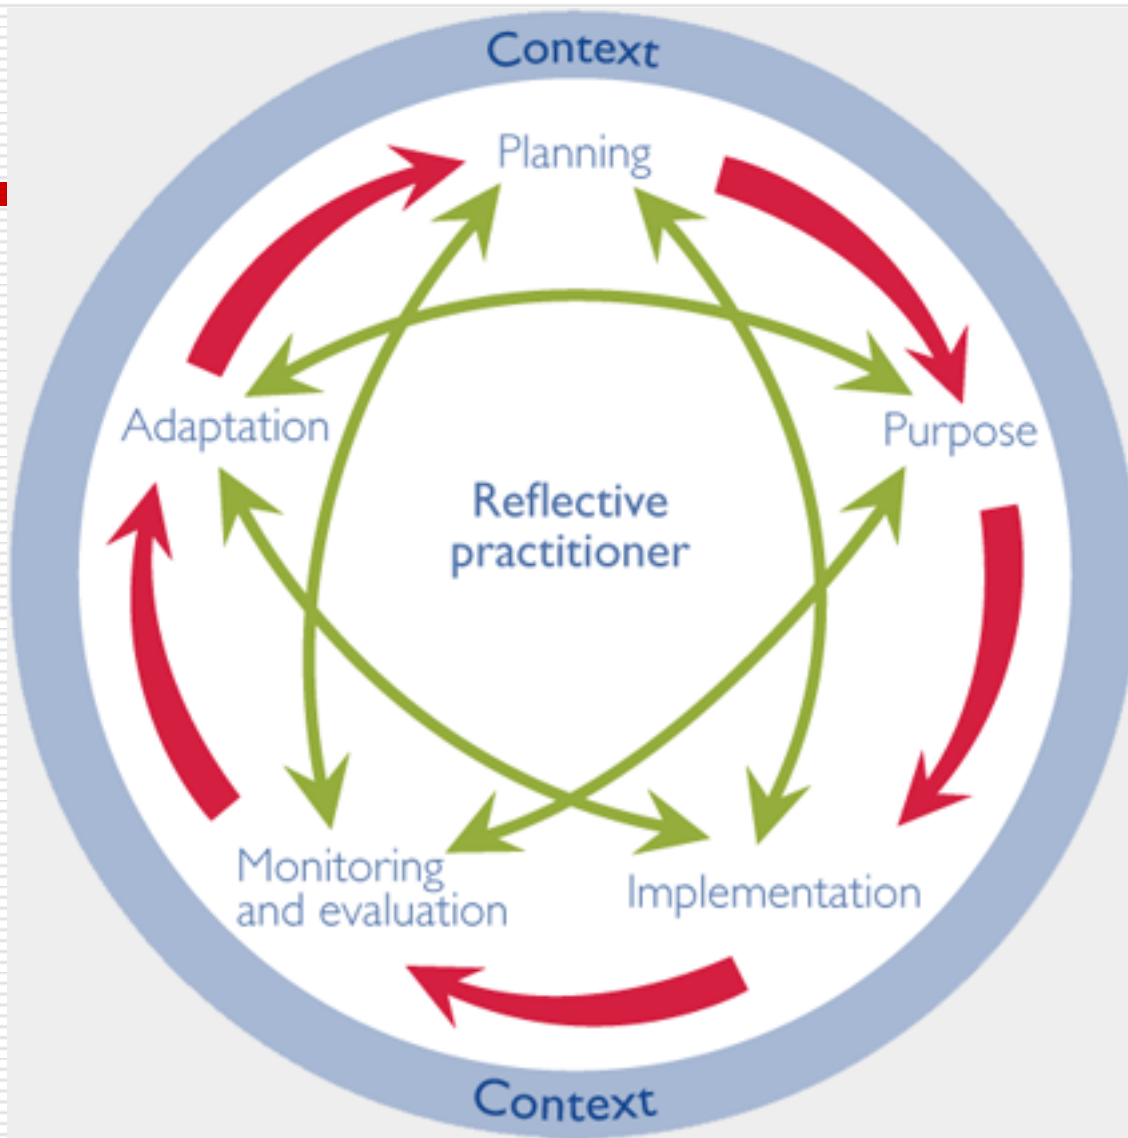 Context
Planning
Adaptation
Purpose
Reflective
practitioner
Monitoring
and evaluation
Implementation
Context